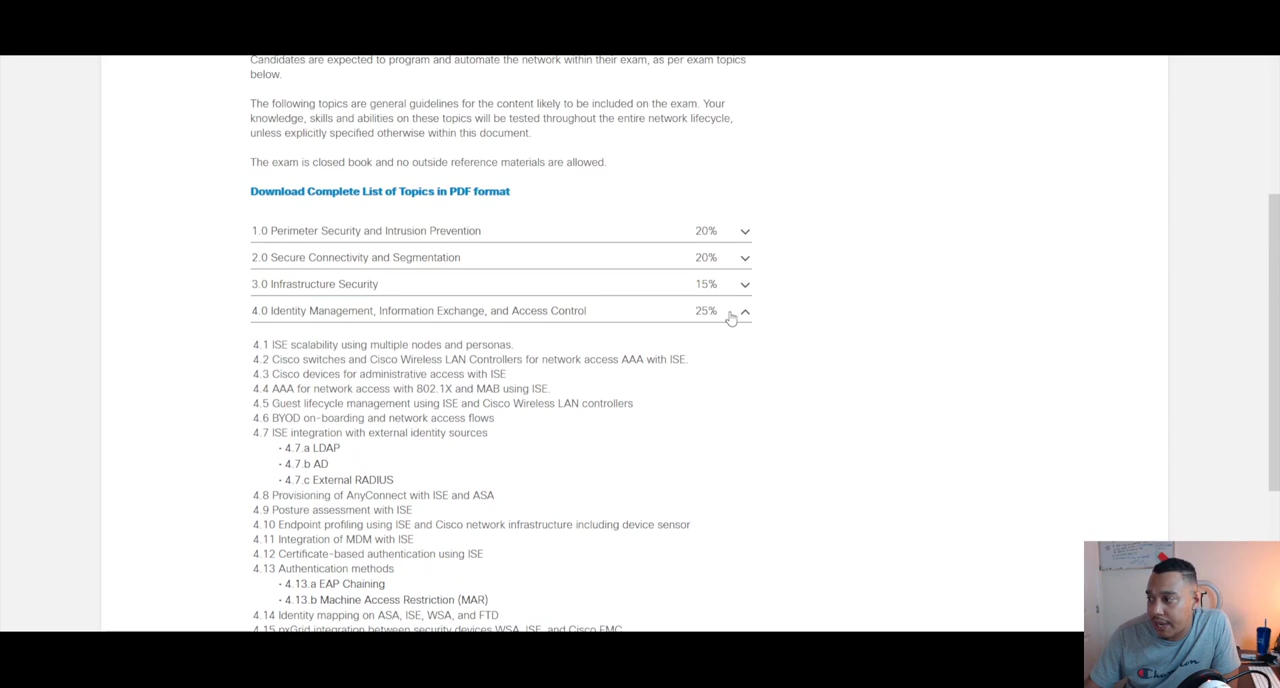 Candidates are expected to program and automate the network within their exam, as per exam topics
below.
The following topics are general guidelines for the content likely to be included on the exam. Your
knowledge, skills and abilities on these topics will be tested throughout the entire network lifecycle,
unless explicitly specified otherwise within this document.
The exam is closed book and no outside reference materials are allowed.
Download Complete List of Topics in PDF format
1.0 Perimeter Security and Intrusion Prevention 20%
2.0 Secure Connectivity and Segmentation 20%
3.0 Infrastructure Security 15%
4.0 Identity Management, Information Exchange, and Access Control 25%
4.1 ISE scalability using multiple nodes and personas.
4.2 Cisco switches and Cisco Wireless LAN Controllers for network access AAA with ISE.
4.3 Cisco devices for administrative access with ISE
4.4 AAA for network access with 802.1X and MAB using ISE.
4.5 Guest lifecycle management using ISE and Cisco Wireless LAN controllers
4.6 BYOD on-boarding and network access flows
4.7 ISE integration with external identity sources
• 4.7.a LDAP
• 4.7.b AD
• 4.7.c External RADIUS
4.8 Provisioning of AnyConnect with ISE and ASA
4.9 Posture assessment with ISE
4.10 Endpoint profiling using ISE and Cisco network infrastructure including device sensor
4.11 Integration of MDM with ISE
4.12 Certificate-based authentication using ISE
4.13 Authentication methods
• 4.13.a EAP Chaining
• 4.13.b Machine Access Restriction (MAR)
4.14 Identity mapping on ASA, ISE, WSA, and FTD
4.15 pxGrid integration between security devices WSA, ISE, and Cisco FMC
Champion